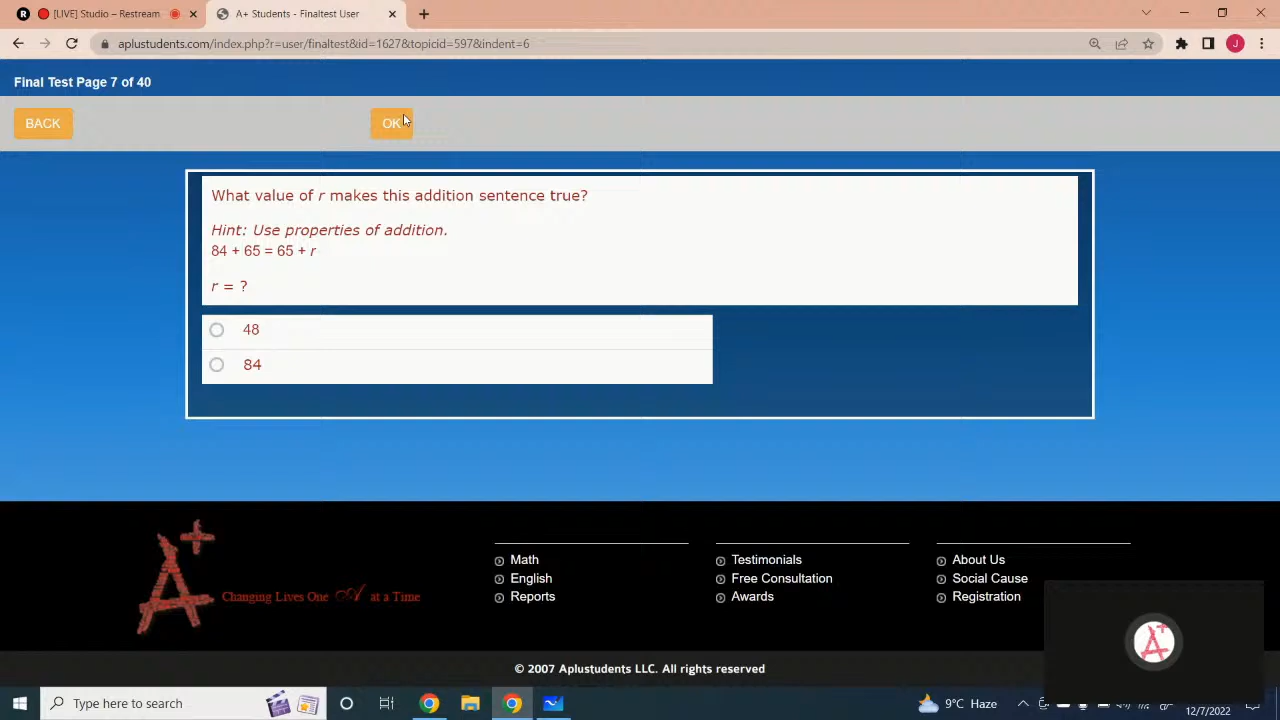 [LIVE] Studio – Restream
A+ Students - Finaltest User
aplustudents.com/index.php?r=user/finaltest&id=1627&topicid=597&indent=6
J
Final Test Page 7 of 40
BACK
OK
What value of r makes this addition sentence true?
Hint: Use properties of addition.
84 + 65 = 65 + r
r = ?
48
84
A+
Changing Lives One A at a Time
Math
English
Reports
Testimonials
Free Consultation
Awards
About Us
Social Cause
Registration
A+
© 2007 Aplustudents LLC. All rights reserved
Type here to search
9°C Haze
12/7/2022